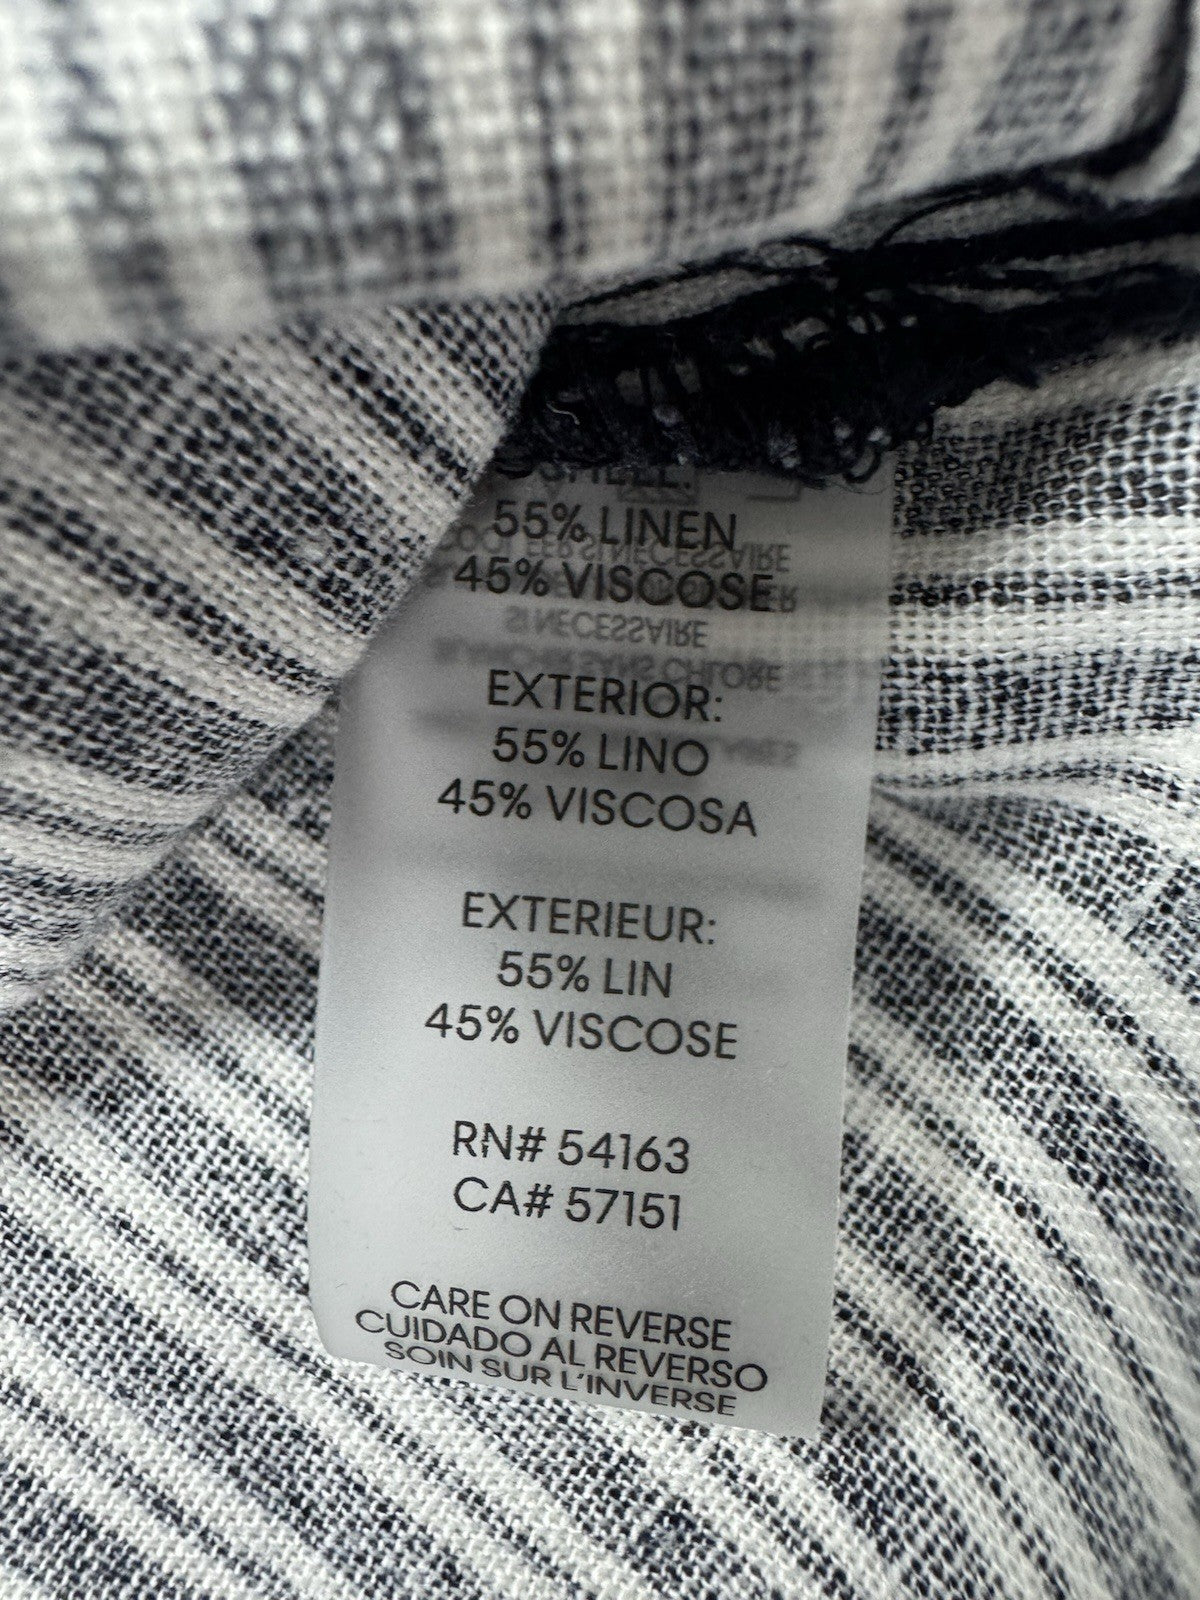 55% LINEN
45% VISCOSE
EXTERIOR:
55% LINO
45% VISCOSA
EXTERIEUR:
55% LIN
45% VISCOSE
RN# 54163
CA# 57151
CARE ON REVERSE
CUIDADO AL REVERSO
SOIN SUR L'INVERSE